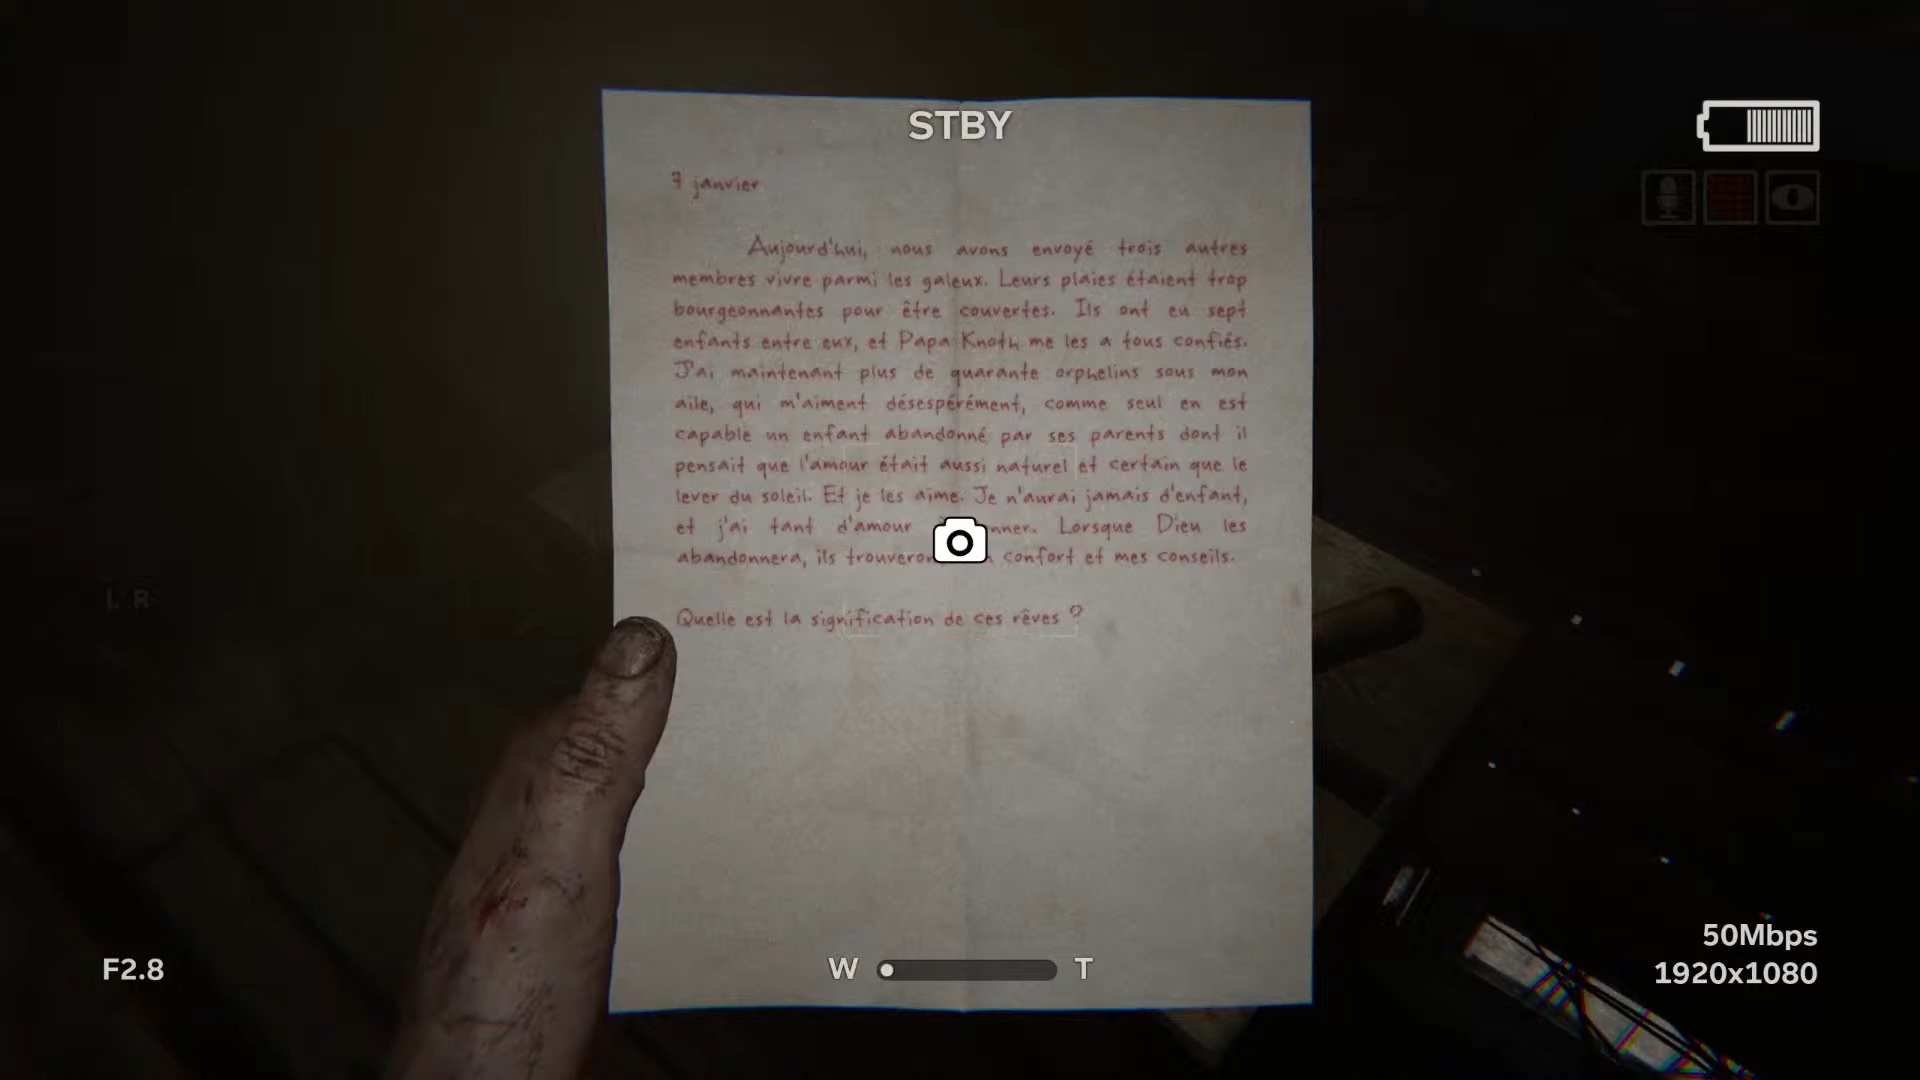 STBY
7 janvier
Aujourd'hui, nous avons envoyé trois autres
membres vivre parmi les galeux. Leurs plaies étaient trop
bourgeonnantes pour être couvertes. Ils ont eu sept
enfants entre eux, et Papa Knoth me les a tous confiés.
J'ai maintenant plus de quarante orphelins sous mon
aile, qui m'aiment désespérément, comme seul en est
capable un enfant abandonné par ses parents dont il
pensait que l'amour était aussi naturel et certain que le
lever du soleil. Et je les aime. Je n'aurai jamais d'enfant,
et j'ai tant d'amour Lorsque Dieu les
abandonnera, ils confort et mes conseils.
Quelle est la signification de ces rêves ?
L R
W T
F2.8
50Mbps
1920x1080